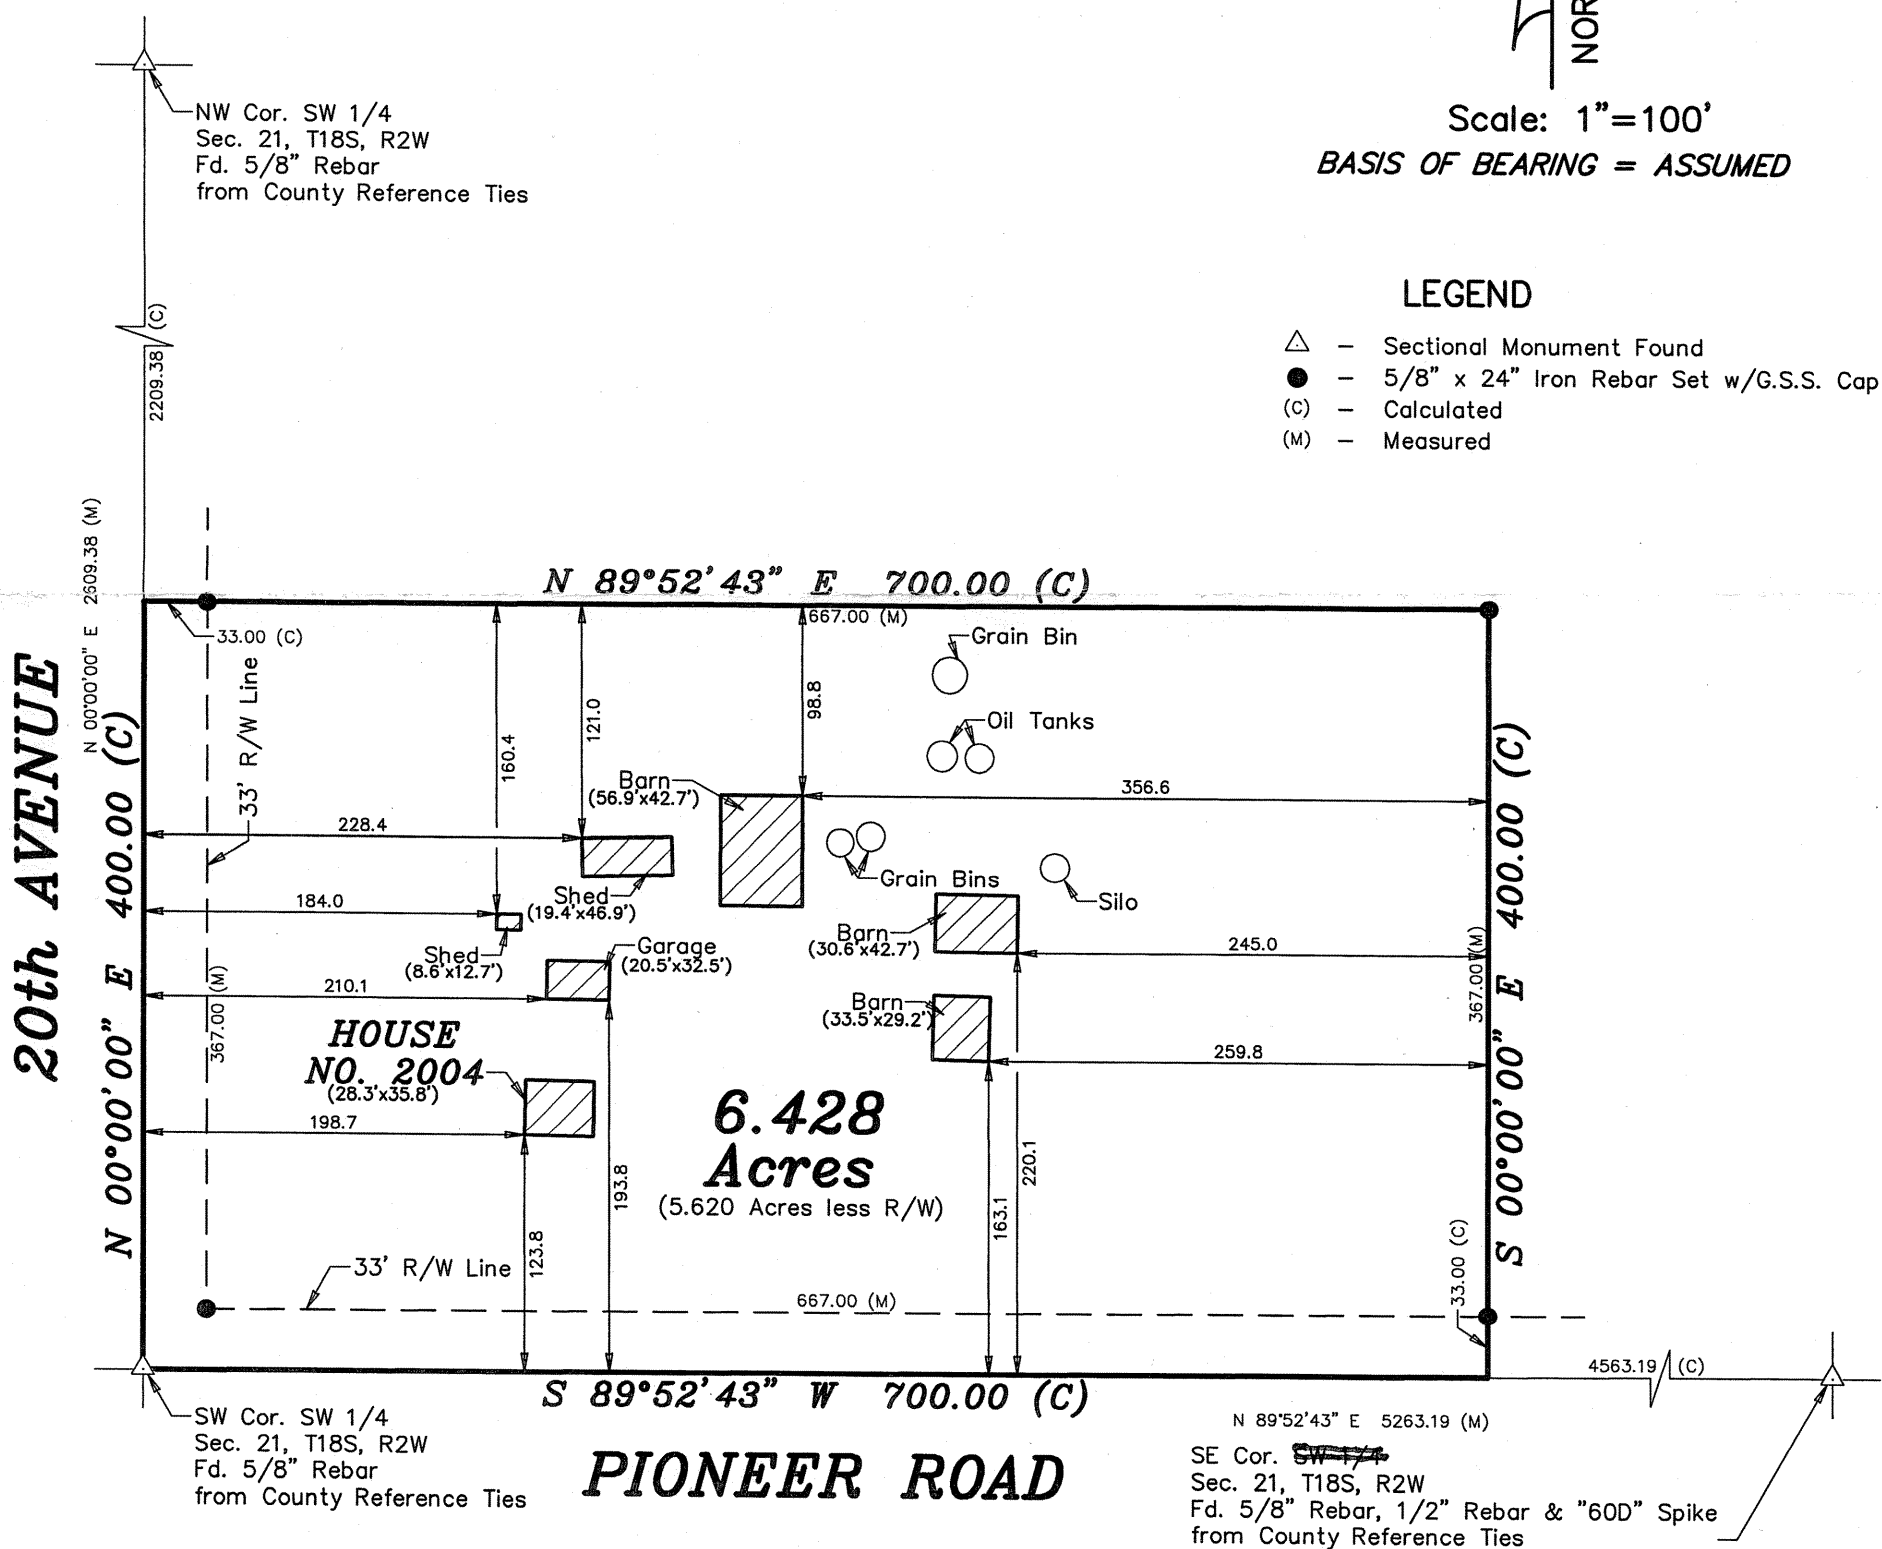 NOR
Scale: 1"=100'
BASIS OF BEARING = ASSUMED
NW Cor. SW 1/4
Sec. 21, T18S, R2W
Fd. 5/8" Rebar
from County Reference Ties
LEGEND
Sectional Monument Found
5/8" x 24" Iron Rebar Set w/G.S.S. Cap
(C) – Calculated
(M) – Measured
2209.38 (C)
N 00°00'00" E 2609.38 (M)
N 89°52'43" E 700.00 (C)
667.00 (M)
33.00 (C)
33' R/W Line
20th AVENUE
N 00°00'00" E 400.00 (C)
367.00 (M)
160.4
121.0
98.8
Grain Bin
Oil Tanks
Barn
(56.9'x42.7')
356.6
228.4
Shed
(19.4'x46.9')
Grain Bins
Silo
184.0
Shed
(8.6'x12.7')
Garage
(20.5'x32.5')
Barn
(30.6'x42.7')
245.0
210.1
Barn
(33.5'x29.2')
259.8
HOUSE
NO. 2004
(28.3'x35.8')
198.7
6.428
Acres
(5.620 Acres less R/W)
123.8
193.8
163.1
220.1
367.00 (M)
S 00°00'00" E 400.00 (C)
33.00 (C)
33' R/W Line
667.00 (M)
S 89°52'43" W 700.00 (C)
4563.19 (C)
N 89°52'43" E 5263.19 (M)
SW Cor. SW 1/4
Sec. 21, T18S, R2W
Fd. 5/8" Rebar
from County Reference Ties
PIONEER ROAD
SE Cor. SW 1/4
Sec. 21, T18S, R2W
Fd. 5/8" Rebar, 1/2" Rebar & "60D" Spike
from County Reference Ties